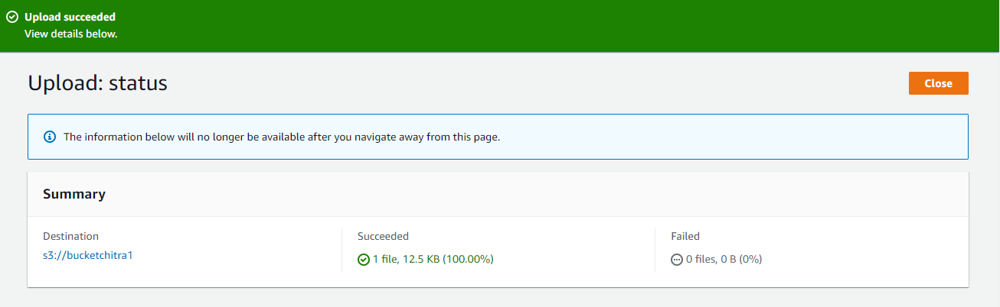 Upload succeeded
View details below.
Upload: status
Close
The information below will no longer be available after you navigate away from this page.
Summary
Destination
s3://bucketchitra1
Succeeded
1 file, 12.5 KB (100.00%)
Failed
0 files, 0 B (0%)